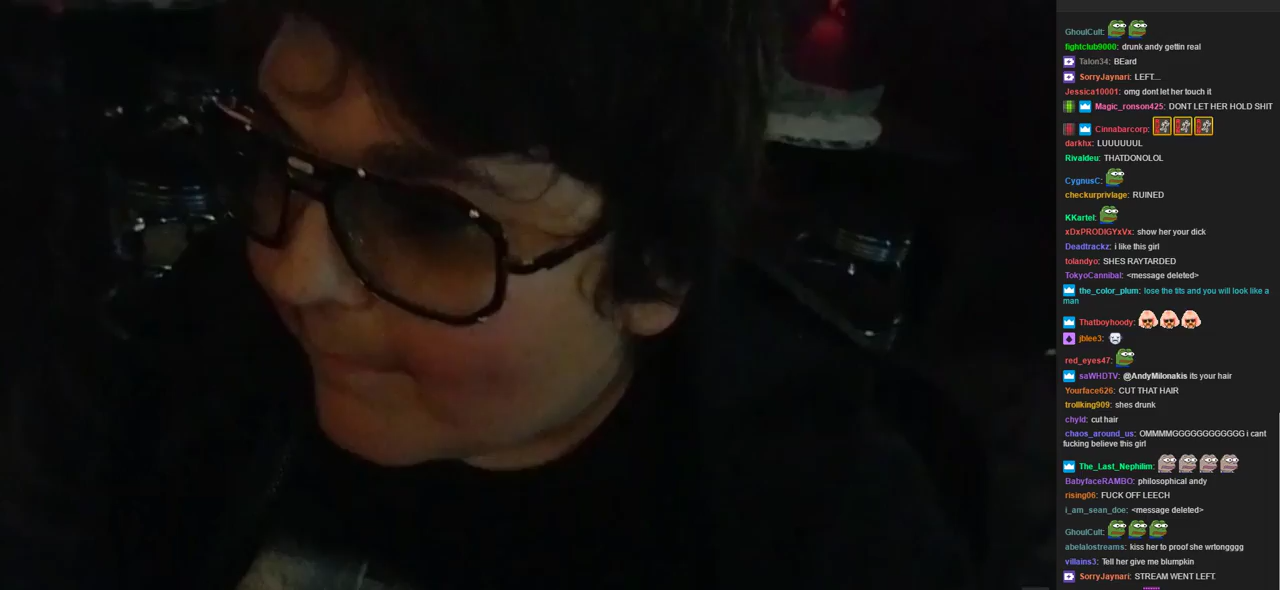 GhoulCult:
fightclub9000: drunk andy gettin real
Talon34: BEard
SorryJaynari: LEFT....
Jessica10001: omg dont let her touch it
Magic_ronson425: DONT LET HER HOLD SHIT
Cinnabarcorp:
darkhx: LUUUUUUL
Rivaldeu: THATDONOLOL
CygnusC:
checkurprivlage: RUINED
KKartel:
xDxPRODIGYxVx: show her your dick
Deadtrackz: i like this girl
tolandyo: SHES RAYTARDED
TokyoCannibal: <message deleted>
the_color_plum: lose the tits and you will look like a
man
Thatboyhoody:
jblee3:
red_eyes47:
saWHDTV: @AndyMilonakis its your hair
Yourface626: CUT THAT HAIR
trollking909: shes drunk
chyld: cut hair
chaos_around_us: OMMMMGGGGGGGGGGGG i cant
fucking believe this girl
The_Last_Nephilim:
BabyfaceRAMBO: philosophical andy
rising06: FUCK OFF LEECH
i_am_sean_doe: <message deleted>
GhoulCult:
abelalostreams: kiss her to proof she wrtongggg
villains3: Tell her give me blumpkin
SorryJaynari: STREAM WENT LEFT.